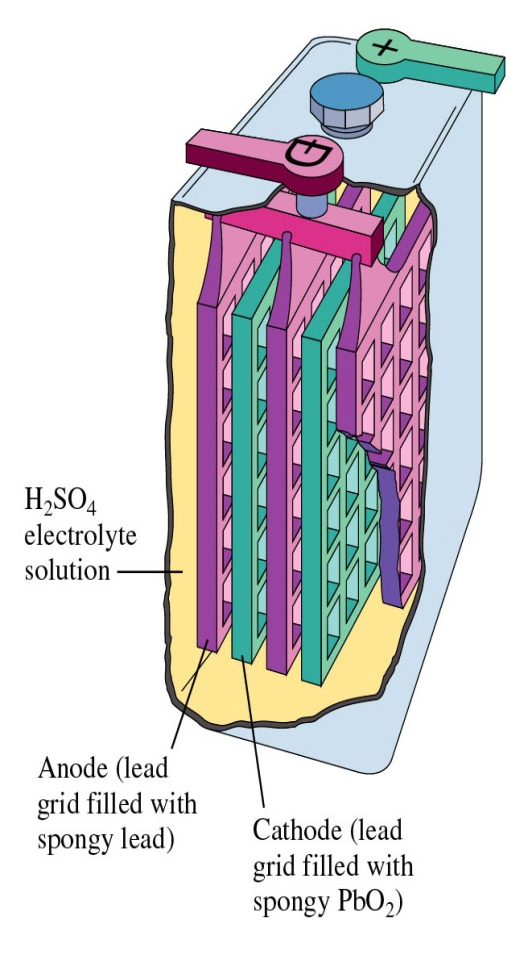 +
H₂SO₄
electrolyte
solution
Anode (lead
grid filled with
spongy lead)
Cathode (lead
grid filled with
spongy PbO₂)